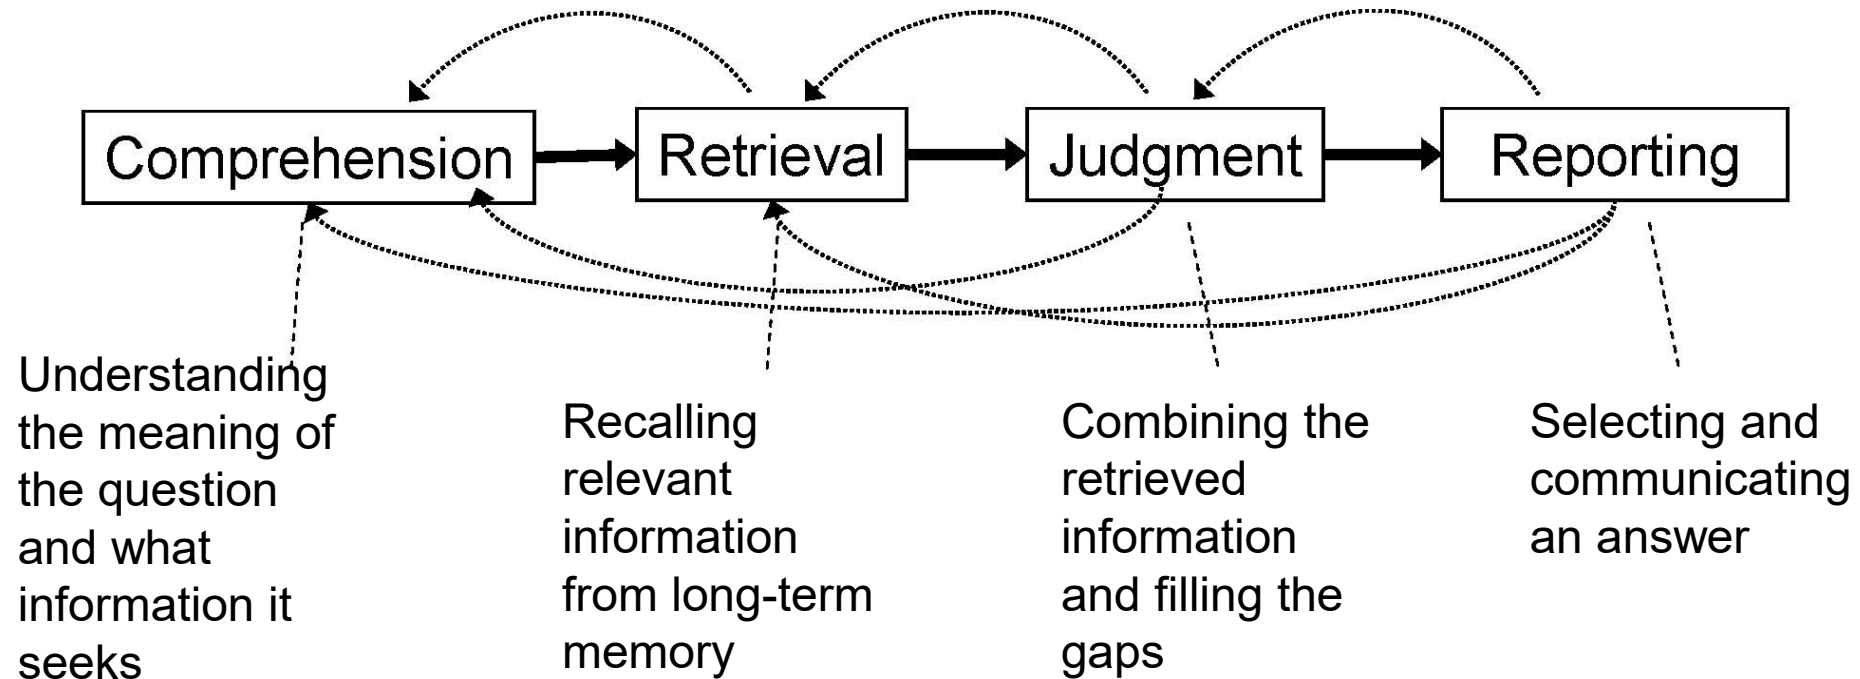 Comprehension
Retrieval
Judgment
Reporting
Understanding
the meaning of
the question
and what
information it
seeks
Recalling
relevant
information
from long-term
memory
Combining the
retrieved
information
and filling the
gaps
Selecting and
communicating
an answer